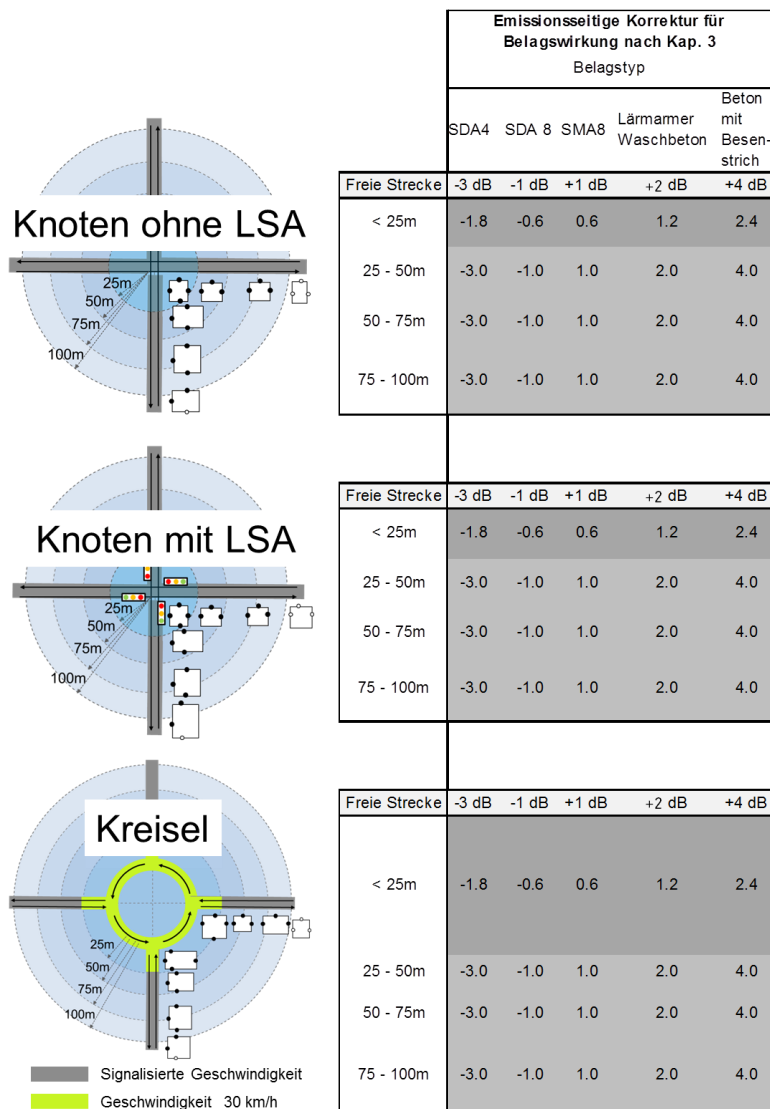 Emissionsseitige Korrektur für
Belagswirkung nach Kap. 3
Belagstyp
SDA4 SDA 8 SMA8 Lärmarmer Waschbeton Beton mit Besen-strich
Freie Strecke -3 dB -1 dB +1 dB +2 dB +4 dB
Knoten ohne LSA
< 25m -1.8 -0.6 0.6 1.2 2.4
25 - 50m -3.0 -1.0 1.0 2.0 4.0
50 - 75m -3.0 -1.0 1.0 2.0 4.0
75 - 100m -3.0 -1.0 1.0 2.0 4.0
25m
50m
75m
100m
Freie Strecke -3 dB -1 dB +1 dB +2 dB +4 dB
Knoten mit LSA
< 25m -1.8 -0.6 0.6 1.2 2.4
25 - 50m -3.0 -1.0 1.0 2.0 4.0
50 - 75m -3.0 -1.0 1.0 2.0 4.0
75 - 100m -3.0 -1.0 1.0 2.0 4.0
25m
50m
75m
100m
Freie Strecke -3 dB -1 dB +1 dB +2 dB +4 dB
Kreisel
< 25m -1.8 -0.6 0.6 1.2 2.4
25 - 50m -3.0 -1.0 1.0 2.0 4.0
50 - 75m -3.0 -1.0 1.0 2.0 4.0
75 - 100m -3.0 -1.0 1.0 2.0 4.0
25m
50m
75m
100m
Signalisierte Geschwindigkeit
Geschwindigkeit 30 km/h